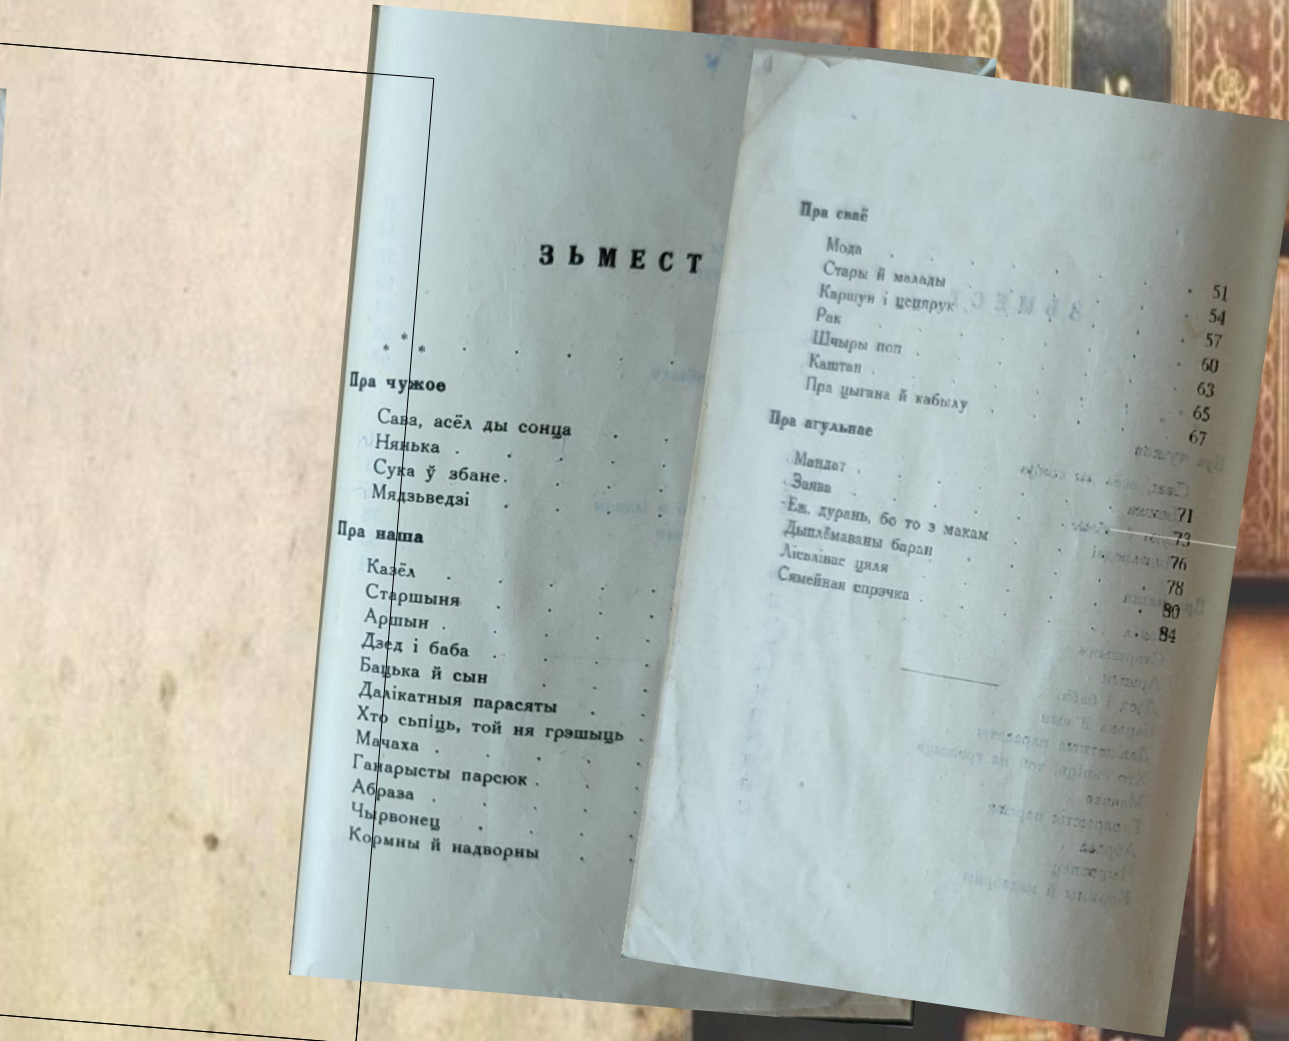 ЗЬМЕСТ
* * *
Пра чужое
Сава, асёл ды сонца
Нянька
Сука ў збане
Мядзьведзі
Пра наша
Казёл
Старшыня
Аршын
Дзед і баба
Бацька й сын
Далікатныя парасяты
Хто сьпіць, той ня грэшыць
Мачаха
Ганарысты парсюк
Абраза
Чырвонец
Кормны й надворны
Пра сваё
Мода 51
Стары й малады 54
Каршун і цецярук 57
Рак 60
Шчыры поп 63
Каштан 65
Пра цыгана й кабылу 67
Пра агульнае
Мандат 71
Заява 73
Еж, дурань, бо то з макам 76
Дыплёмаваны баран 78
Лісьлівае цяля 80
Сямейная спрэчка 84